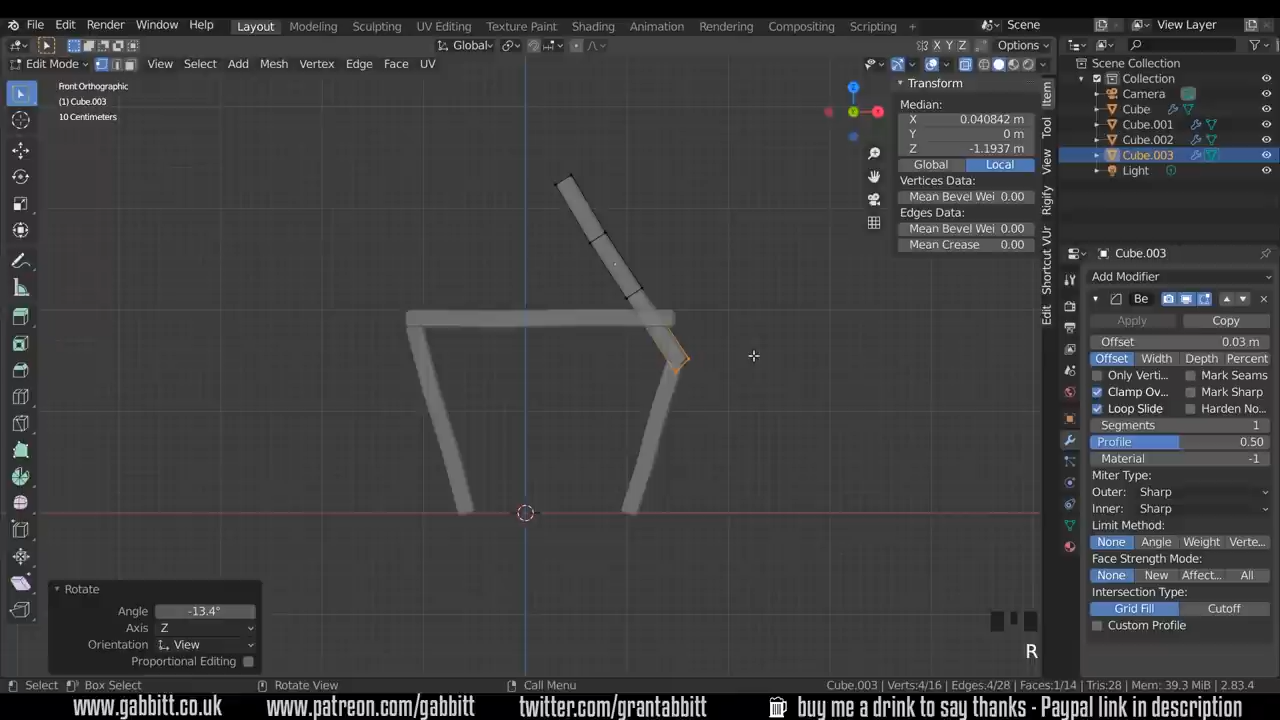 File Edit Render Window Help Layout Modeling Sculpting UV Editing Texture Paint Shading Animation Rendering Compositing Scripting + Scene View Layer
Global X Y Z Options
Edit Mode View Select Add Mesh Vertex Edge Face UV
Front Orthographic
(1) Cube.003
10 Centimeters
Transform
Median:
X 0.040842 m
Y 0 m
Z -1.1937 m
Global Local
Vertices Data:
Mean Bevel Wei 0.00
Edges Data:
Mean Bevel Wei 0.00
Mean Crease 0.00
Item
Tool
View
Rigify
Shortcut VUr
Edit
Scene Collection
Collection
Camera
Cube
Cube.001
Cube.002
Cube.003
Light
Cube.003
Add Modifier
Be
Apply Copy
Offset 0.03 m
Offset Width Depth Percent
Only Verti... Mark Seams
Clamp Ov... Mark Sharp
Loop Slide Harden No...
Segments 1
Profile 0.50
Material -1
Miter Type:
Outer: Sharp
Inner: Sharp
Limit Method:
None Angle Weight Verte...
Face Strength Mode:
None New Affect... All
Intersection Type:
Grid Fill Cutoff
Custom Profile
Rotate
Angle -13.4°
Axis Z
Orientation View
Proportional Editing
R
Select Box Select Rotate View Call Menu Cube.003 | Verts:4/16 | Edges:4/28 | Faces:1/14 | Tris:28 | Mem: 39.3 MiB | 2.83.4
www.gabbitt.co.uk www.patreon.com/gabbitt twitter.com/grantabbitt buy me a drink to say thanks - Paypal link in description